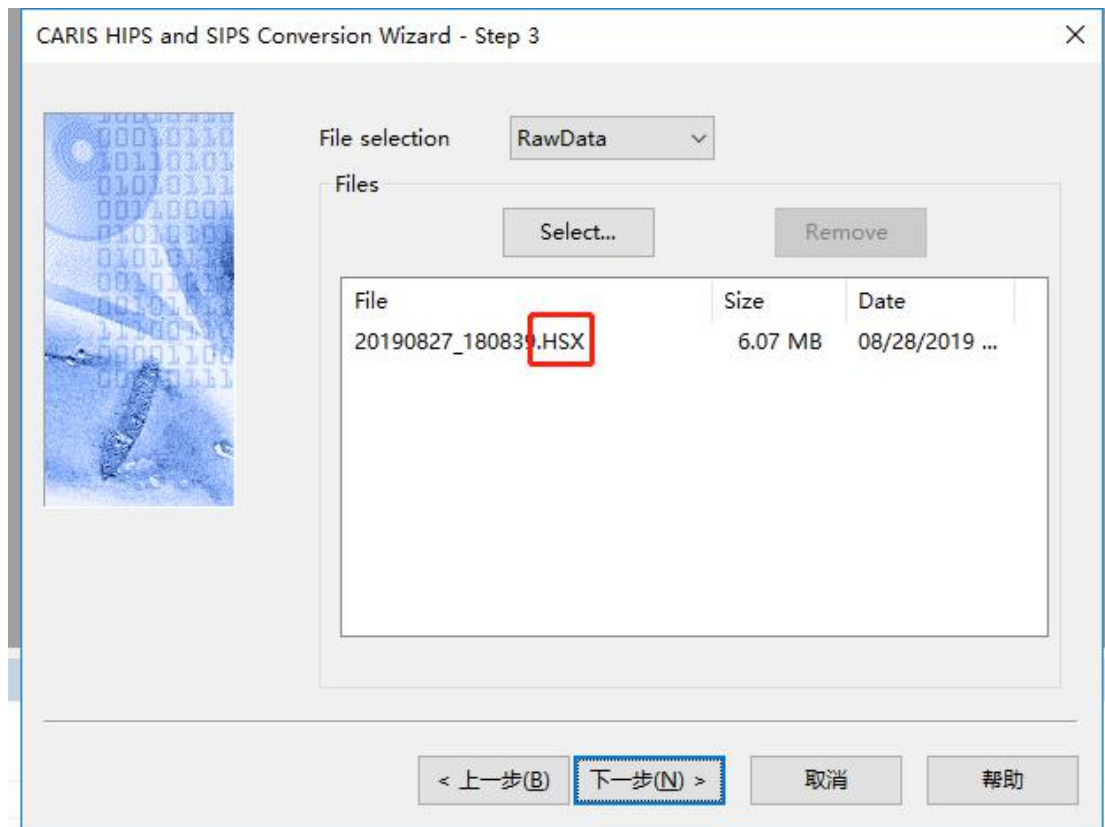 CARIS HIPS and SIPS Conversion Wizard - Step 3
File selection RawData
Files
Select... Remove
File Size Date
20190827_180839.HSX 6.07 MB 08/28/2019 ...
< 上一步(B) 下一步(N) > 取消 帮助